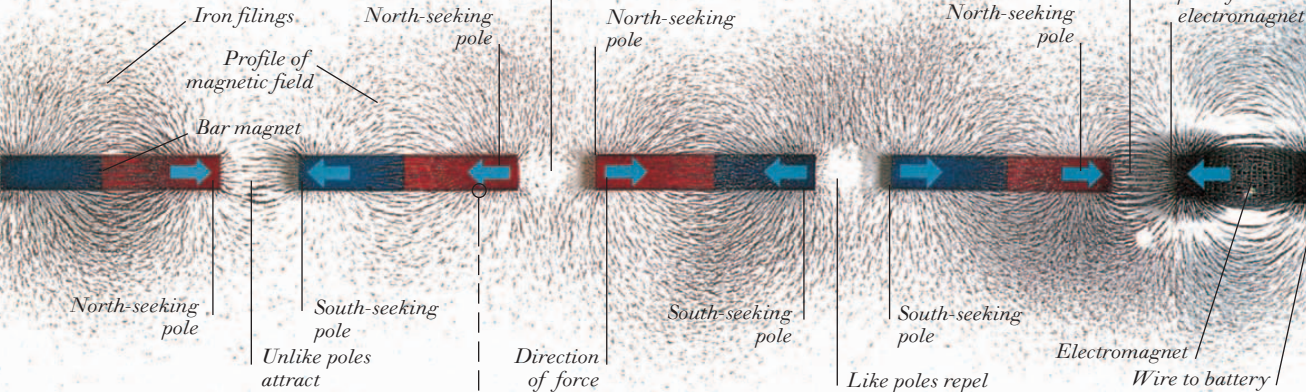 Iron filings
North-seeking
pole
North-seeking
pole
North-seeking
pole
electromagnet
Profile of
magnetic field
Bar magnet
North-seeking
pole
South-seeking
pole
South-seeking
pole
South-seeking
pole
Unlike poles
attract
Direction
of force
Like poles repel
Electromagnet
Wire to battery